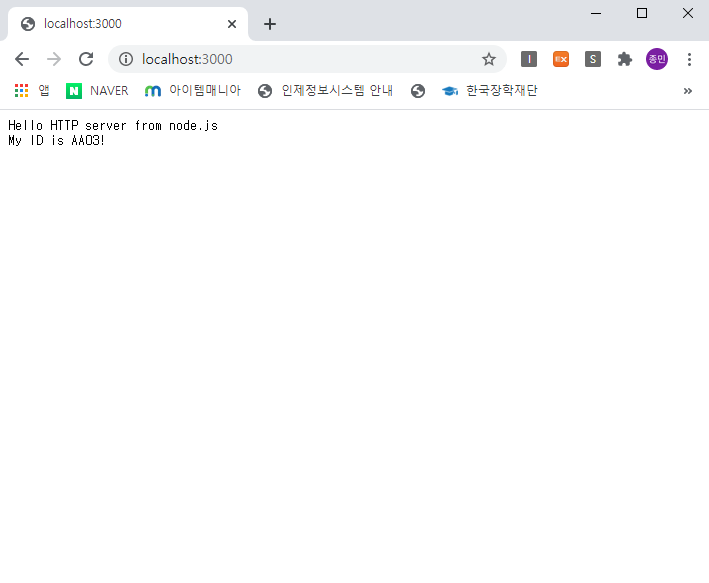 localhost:3000
localhost:3000
I
EX
S
종민
앱 NAVER 아이템매니아 인제정보시스템 안내 한국장학재단 »
Hello HTTP server from node.js
My ID is AA03!